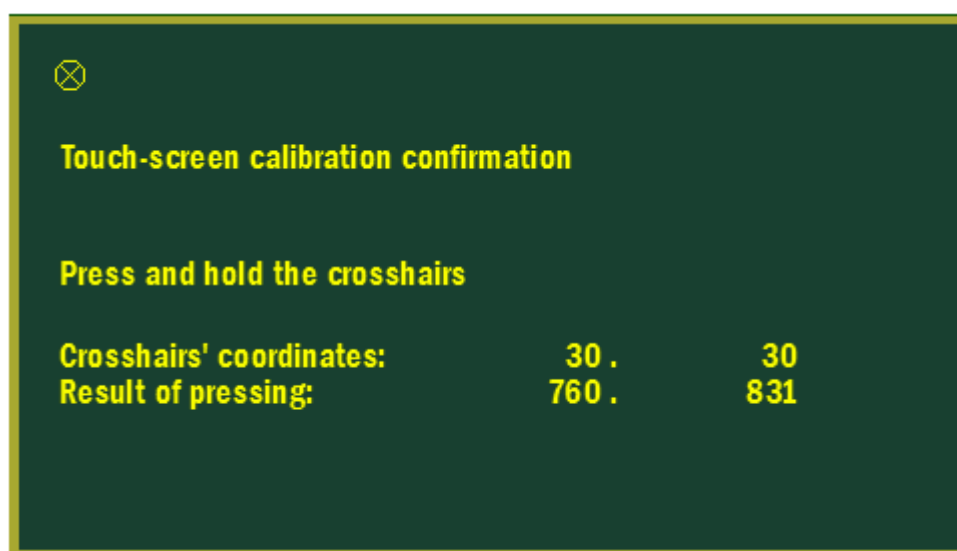 Touch-screen calibration confirmation
Press and hold the crosshairs
Crosshairs' coordinates: 30 . 30
Result of pressing: 760 . 831